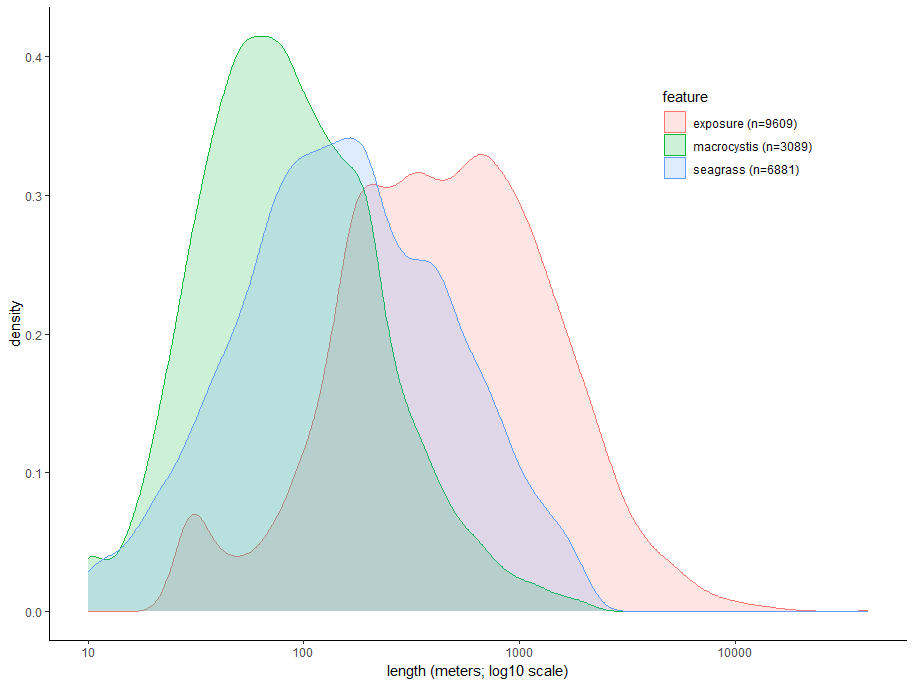 feature
exposure (n=9609)
macrocystis (n=3089)
seagrass (n=6881)
density
0.4
0.3
0.2
0.1
0.0
10
100
1000
10000
length (meters; log10 scale)